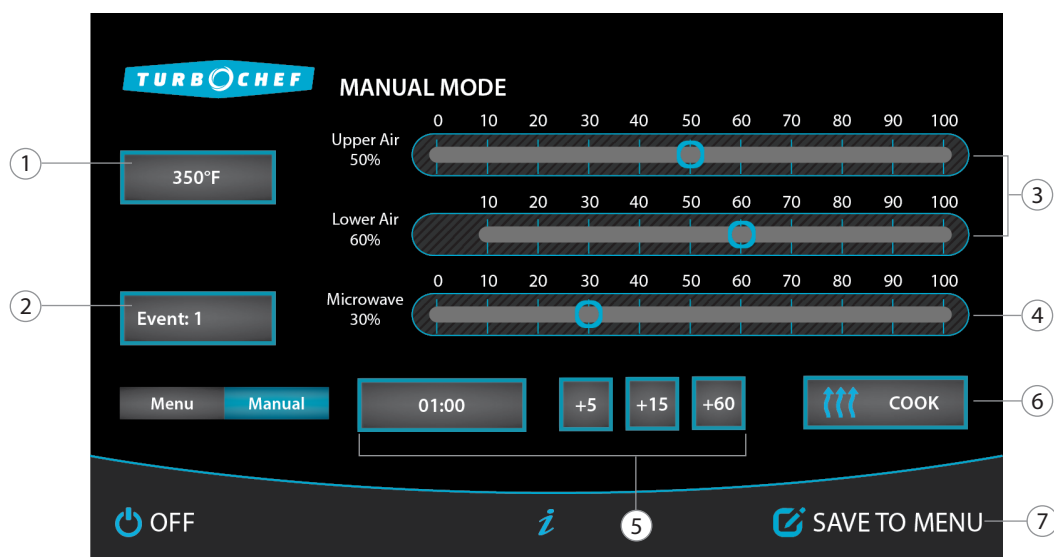 TURBOCHEF
MANUAL MODE
0 10 20 30 40 50 60 70 80 90 100
Upper Air
50%
1
350°F
3
10 20 30 40 50 60 70 80 90 100
Lower Air
60%
0 10 20 30 40 50 60 70 80 90 100
Microwave
30%
2
Event: 1
4
Menu Manual
01:00
+5 +15 +60
COOK
6
5
OFF
i
SAVE TO MENU
7